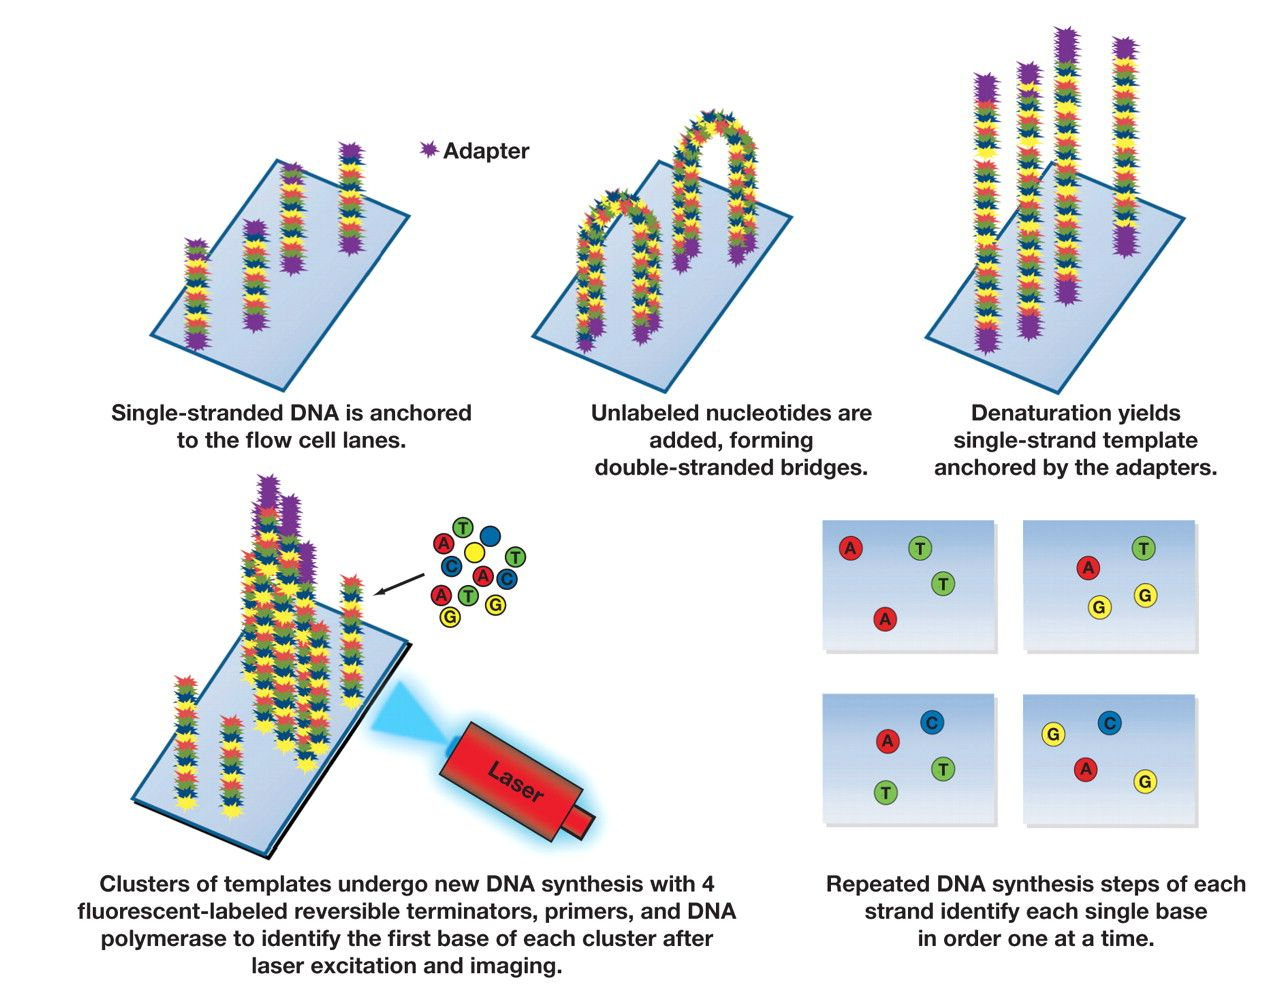 Adapter
Single-stranded DNA is anchored
to the flow cell lanes.
Unlabeled nucleotides are
added, forming
double-stranded bridges.
Denaturation yields
single-strand template
anchored by the adapters.
T
A
T
C
A
C
A
T
G
G
Laser
A
T
T
A
T
A
G
G
C
A
T
T
C
G
A
G
Clusters of templates undergo new DNA synthesis with 4
fluorescent-labeled reversible terminators, primers, and DNA
polymerase to identify the first base of each cluster after
laser excitation and imaging.
Repeated DNA synthesis steps of each
strand identify each single base
in order one at a time.